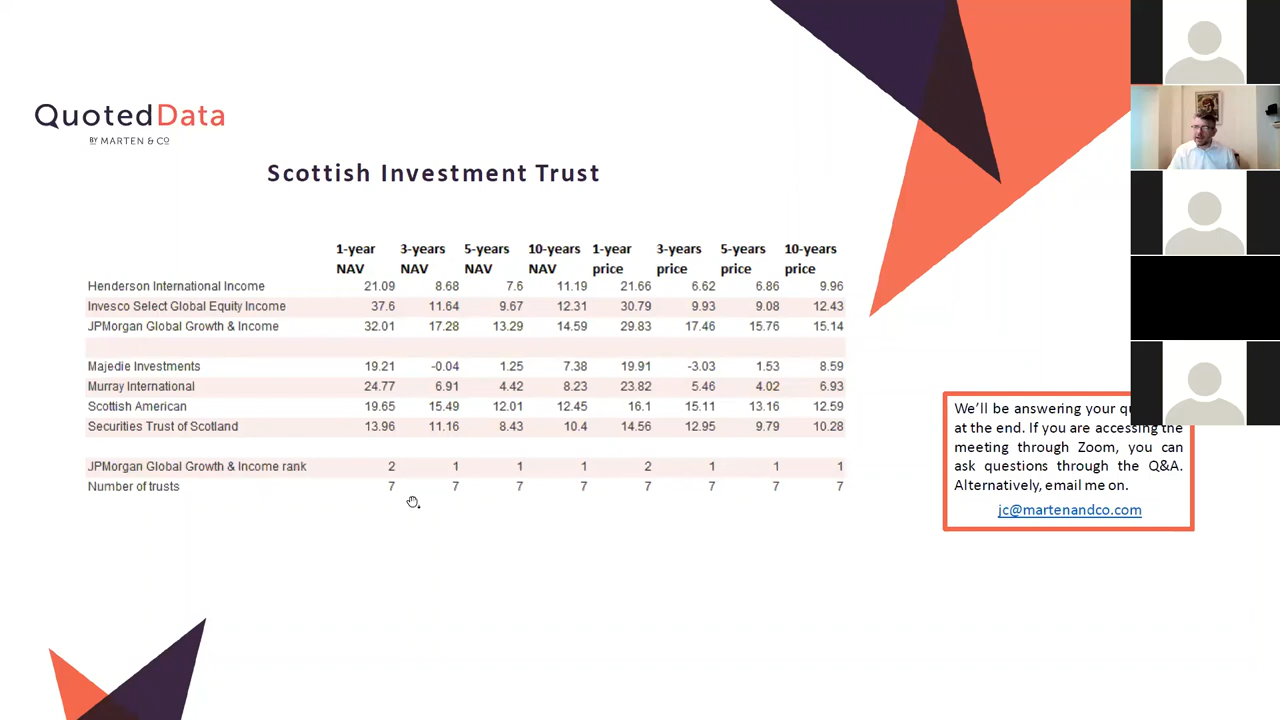 QuotedData
BY MARTEN & CO
Scottish Investment Trust
1-year 3-years 5-years 10-years 1-year 3-years 5-years 10-years
NAV NAV NAV NAV price price price price
Henderson International Income 21.09 8.68 7.6 11.19 21.66 6.62 6.86 9.96
Invesco Select Global Equity Income 37.6 11.64 9.67 12.31 30.79 9.93 9.08 12.43
JPMorgan Global Growth & Income 32.01 17.28 13.29 14.59 29.83 17.46 15.76 15.14
Majedie Investments 19.21 -0.04 1.25 7.38 19.91 -3.03 1.53 8.59
Murray International 24.77 6.91 4.42 8.23 23.82 5.46 4.02 6.93
Scottish American 19.65 15.49 12.01 12.45 16.1 15.11 13.16 12.59
Securities Trust of Scotland 13.96 11.16 8.43 10.4 14.56 12.95 9.79 10.28
JPMorgan Global Growth & Income rank 2 1 1 1 2 1 1 1
Number of trusts 7 7 7 7 7 7 7 7
We'll be answering your
at the end. If you are accessing the
meeting through Zoom, you can
ask questions through the Q&A.
Alternatively, email me on.
jc@martenandco.com